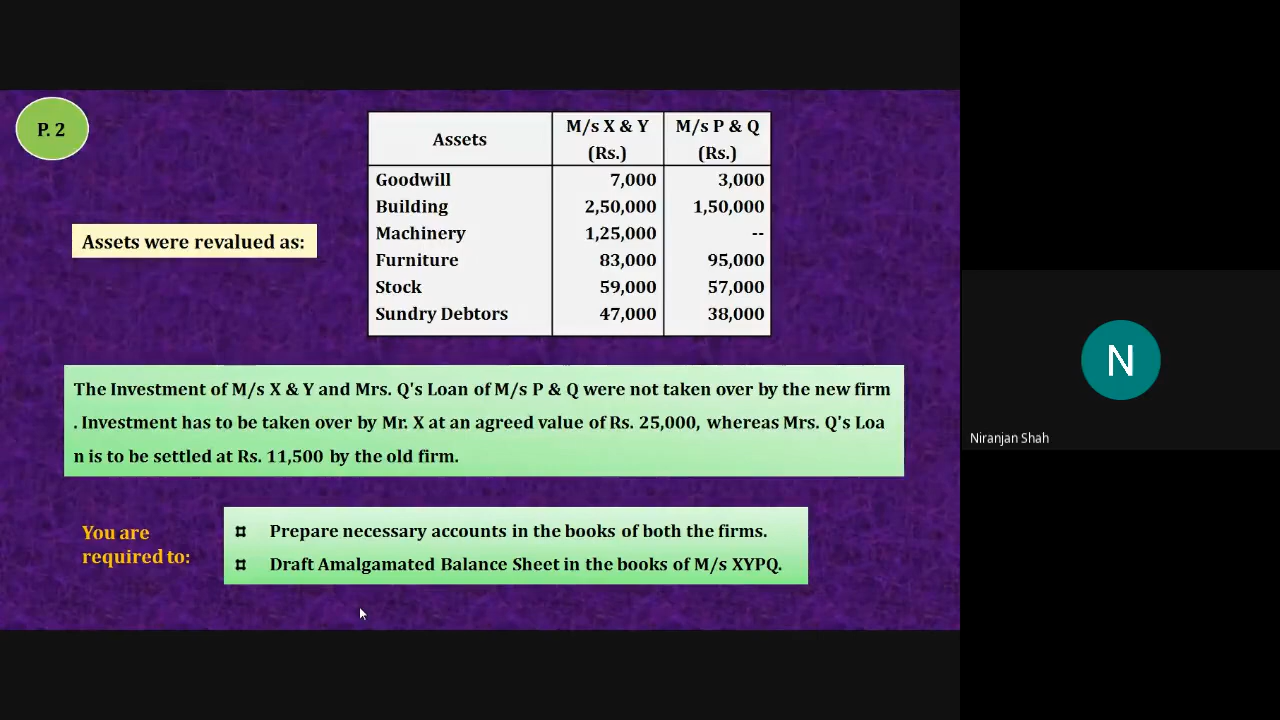 P. 2
Assets M/s X & Y (Rs.) M/s P & Q (Rs.)
Goodwill 7,000 3,000
Building 2,50,000 1,50,000
Machinery 1,25,000 --
Furniture 83,000 95,000
Stock 59,000 57,000
Sundry Debtors 47,000 38,000
Assets were revalued as:
The Investment of M/s X & Y and Mrs. Q's Loan of M/s P & Q were not taken over by the new firm
. Investment has to be taken over by Mr. X at an agreed value of Rs. 25,000, whereas Mrs. Q's Loa
n is to be settled at Rs. 11,500 by the old firm.
You are
required to:
¤ Prepare necessary accounts in the books of both the firms.
¤ Draft Amalgamated Balance Sheet in the books of M/s XYPQ.
N
Niranjan Shah